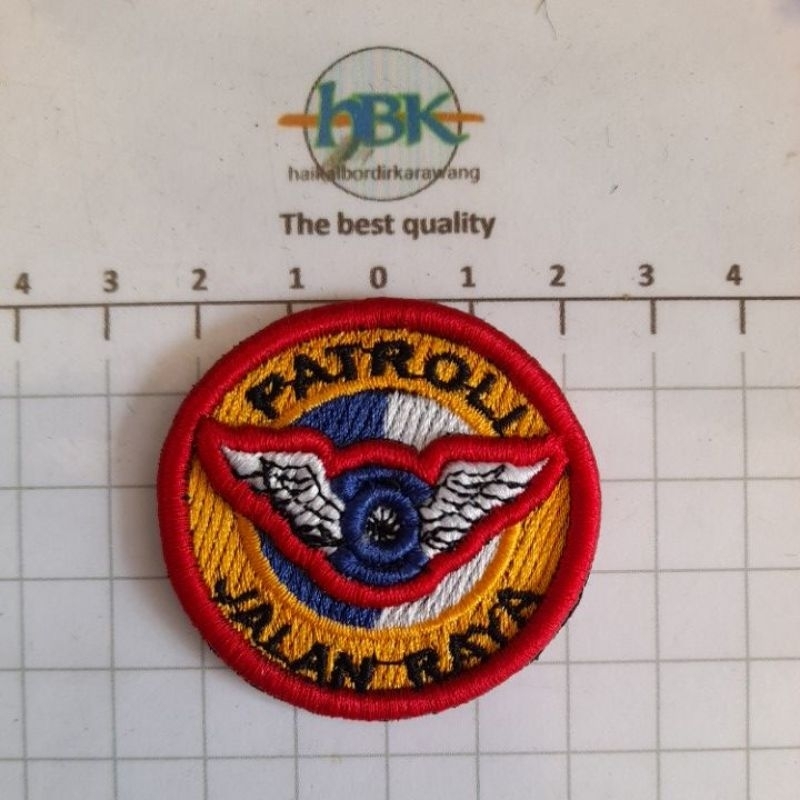 hBK
haikalbordirkarawang
The best quality
4 3 2 1 0 1 2 3 4
PATROLI
JALAN RAYA